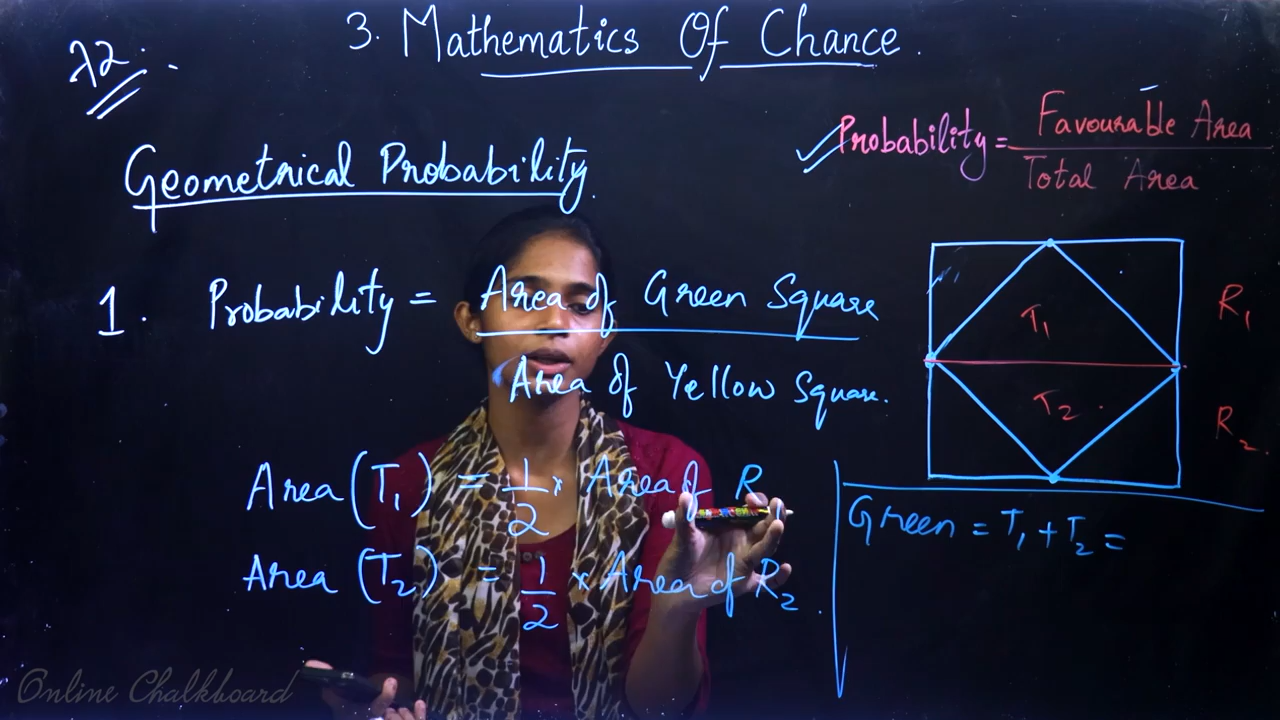 3. Mathematics Of Chance.
72.
Geometrical Probability.
Probability = Favourable Area
Total Area
1. Probability = Area of Green Square
Area of Yellow Square.
T1
R1
T2
R2
Area (T1) = 1/2 × Area of R1
Area (T2) = 1/2 × Area of R2.
Green = T1 + T2 =
Online Chalkboard